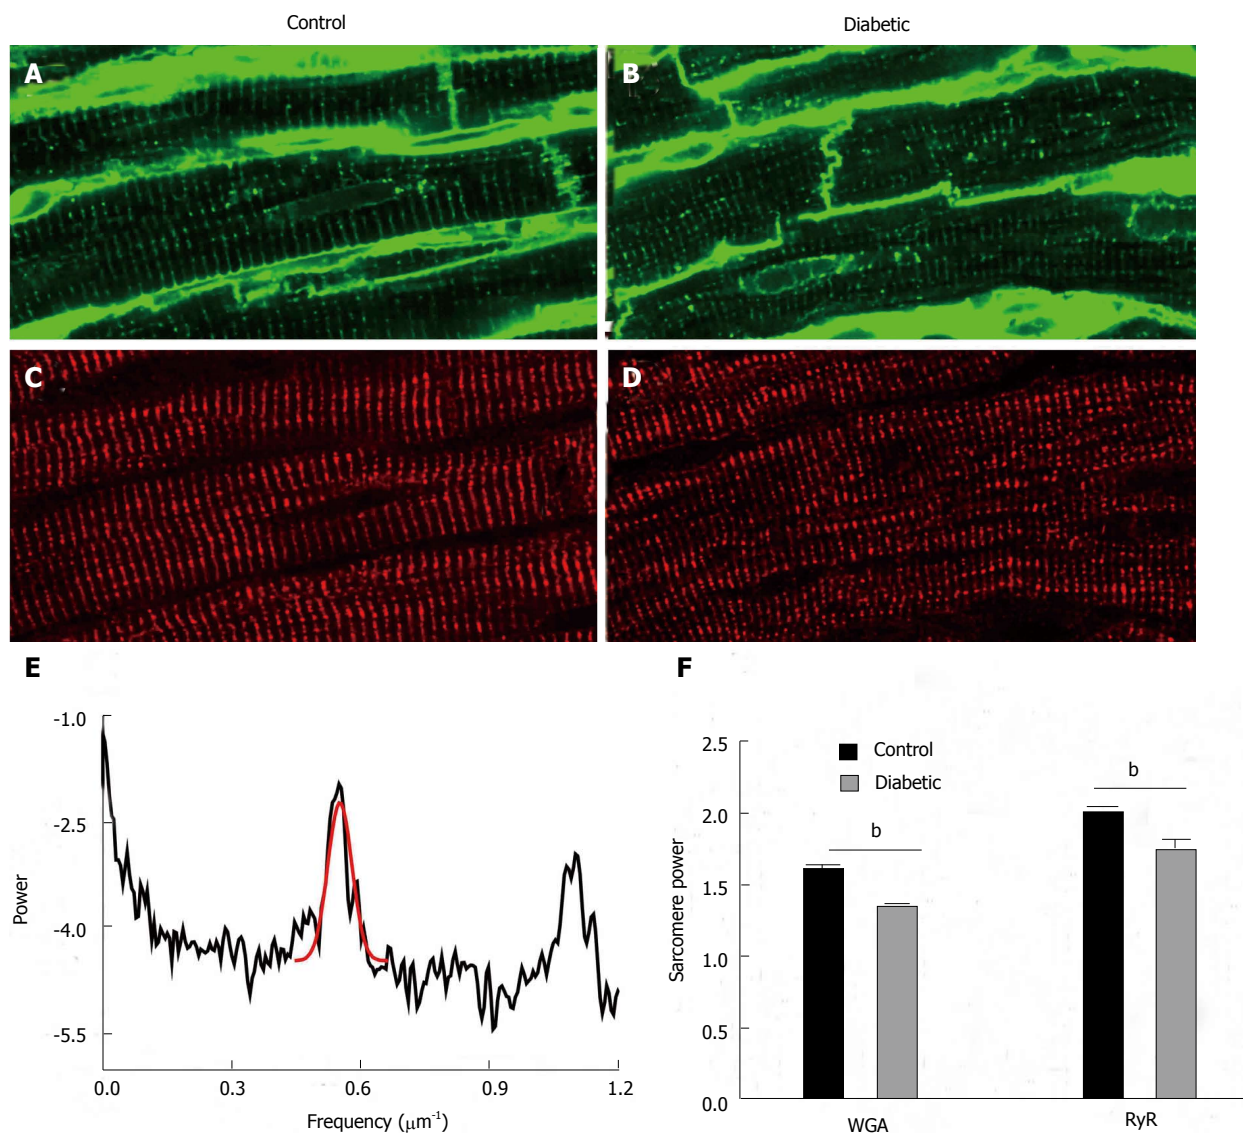 Control
Diabetic
A
B
C
D
E
-1.0
-2.5
-4.0
-5.5
Power
0.0
0.3
0.6
0.9
1.2
Frequency (μm⁻¹)
F
2.5
2.0
1.5
1.0
0.5
0.0
Sarcomere power
Control
Diabetic
b
b
WGA
RyR